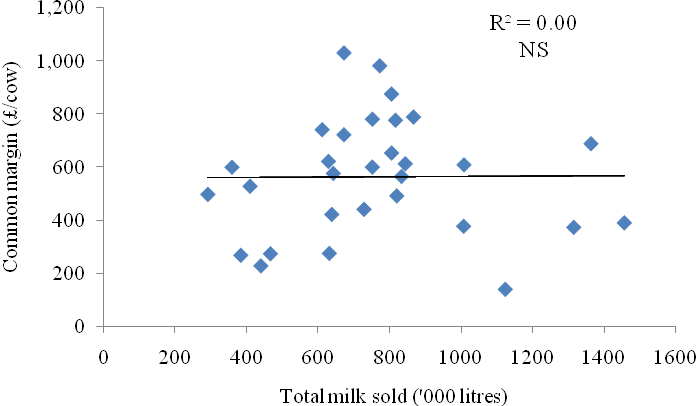 1,200
R² = 0.00
NS
1,000
800
600
400
200
0
Common margin (£/cow)
0 200 400 600 800 1000 1200 1400 1600
Total milk sold ('000 litres)